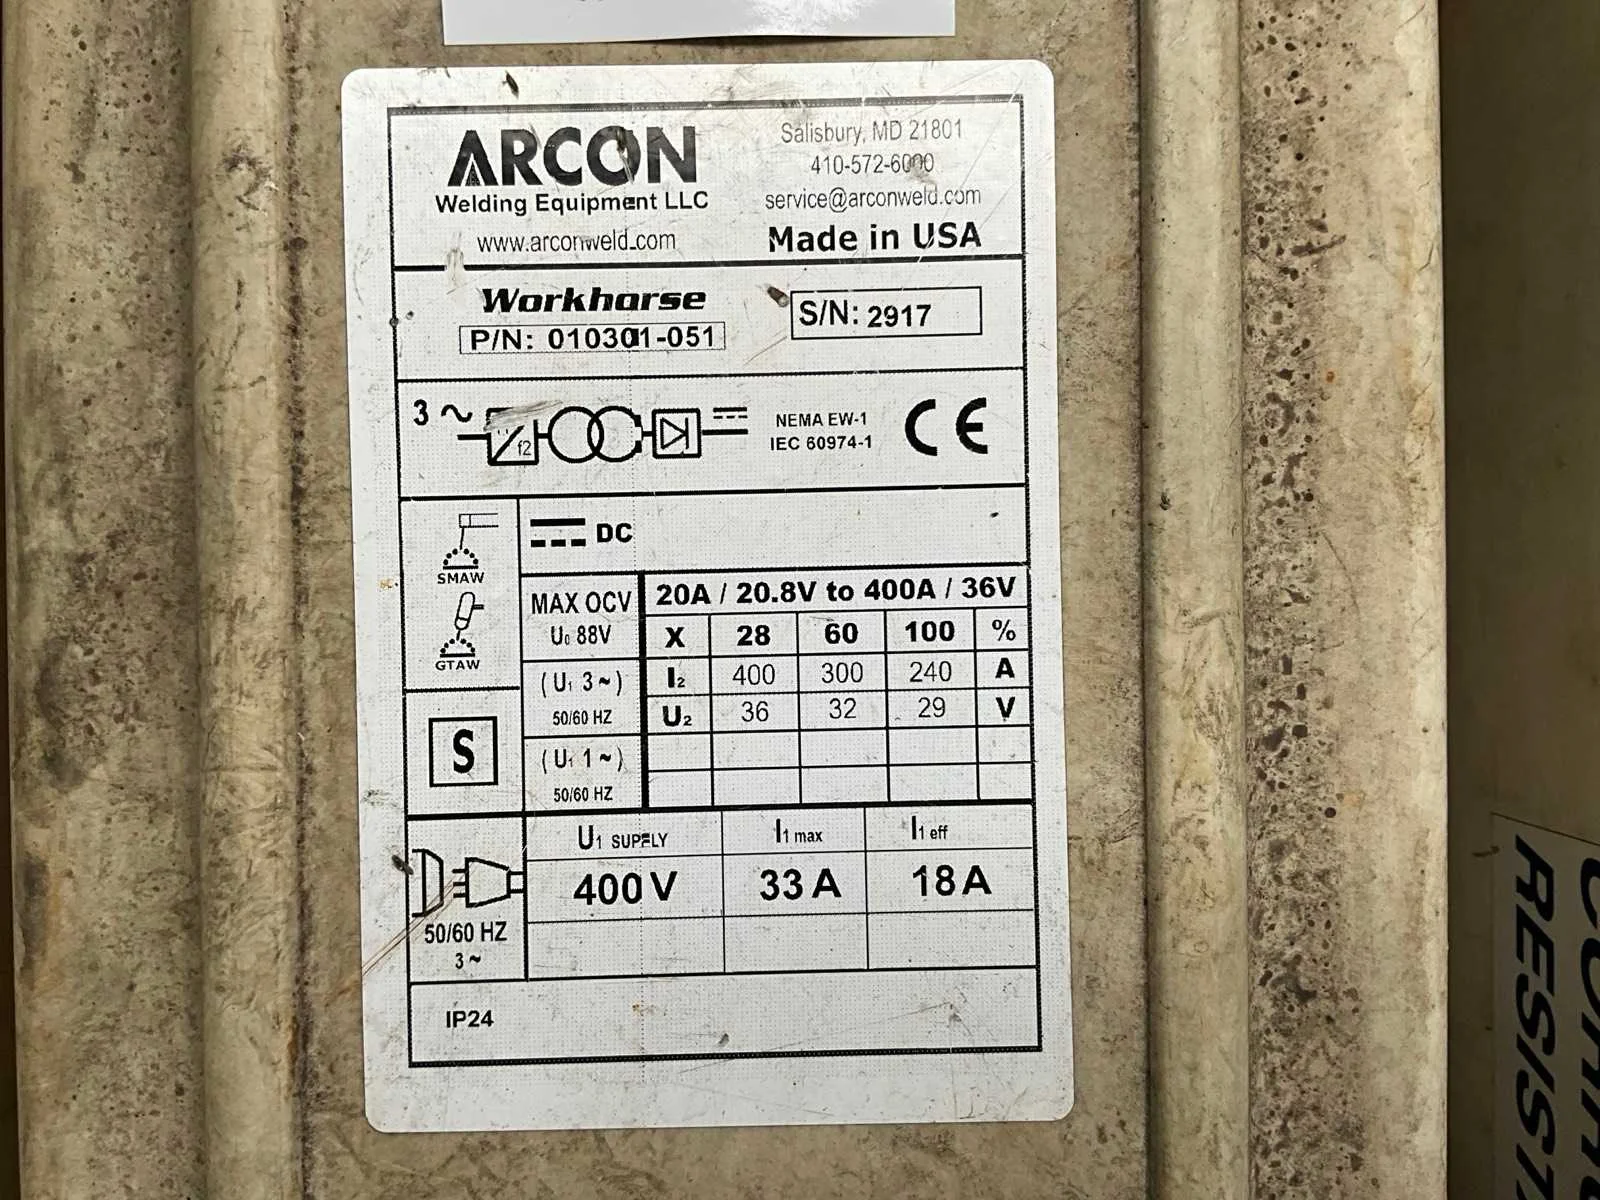 ARCON
Welding Equipment LLC
www.arconweld.com
Salisbury, MD 21801
410-572-6000
service@arconweld.com
Made in USA
Workhorse
P/N: 010301-051
S/N: 2917
3 ~
f2
NEMA EW-1
IEC 60974-1
CE
SMAW
GTAW
S
DC
MAX OCV
U₀ 88V
20A / 20.8V to 400A / 36V
X 28 60 100 %
(U₁ 3~)
50/60 HZ
I₂ 400 300 240 A
U₂ 36 32 29 V
(U₁ 1~)
50/60 HZ
U₁ SUPPLY I₁ max I₁ eff
400 V 33 A 18 A
50/60 HZ
3~
IP24
RESIST